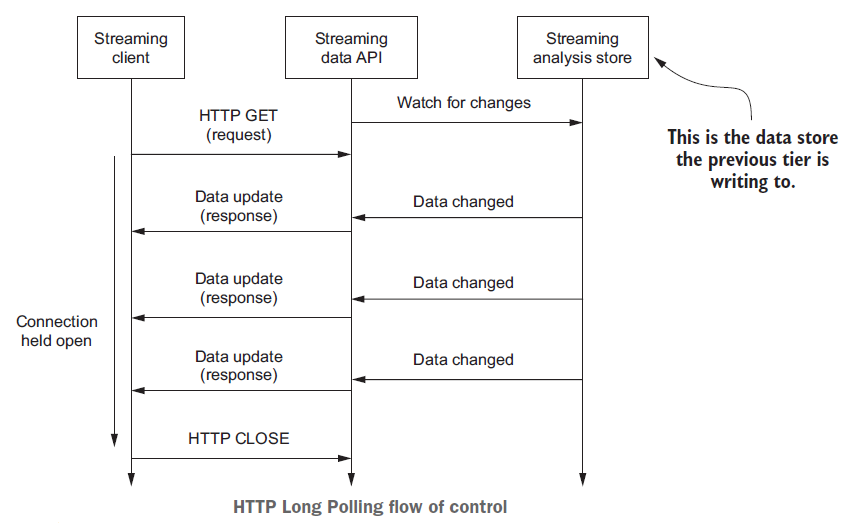 Streaming
client
Streaming
data API
Streaming
analysis store
HTTP GET
(request)
Watch for changes
This is the data store
the previous tier is
writing to.
Data update
(response)
Data changed
Data update
(response)
Data changed
Connection
held open
Data update
(response)
Data changed
HTTP CLOSE
HTTP Long Polling flow of control